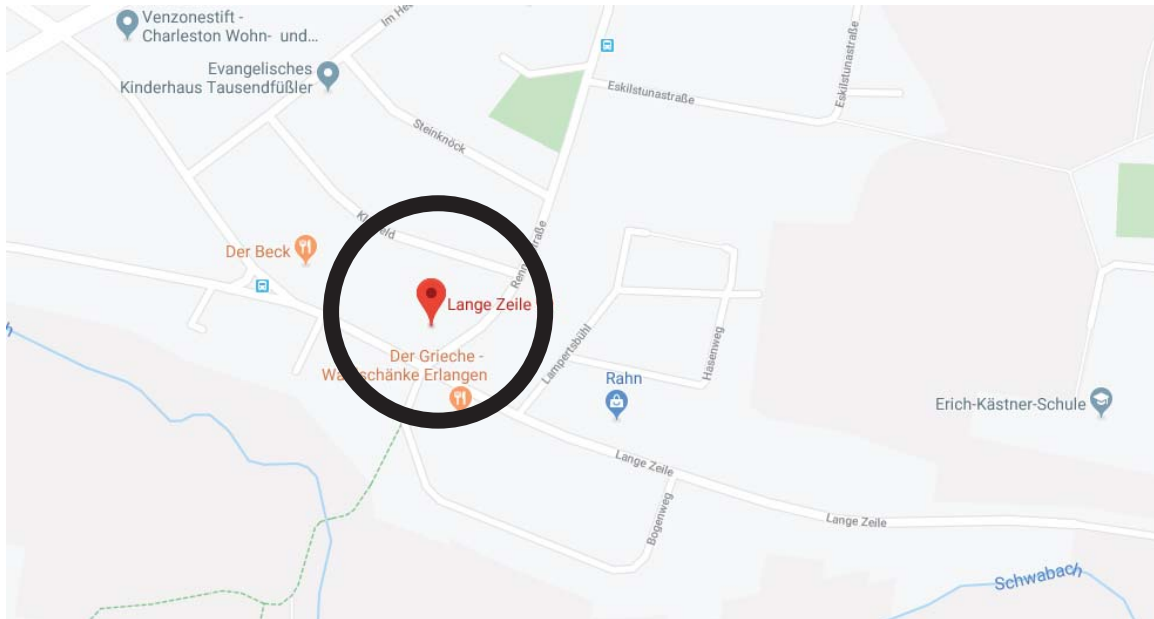 Venzonestift -
Charleston Wohn- und...
Im
Evangelisches
Kinderhaus Tausendfüßler
Eskilstunastraße
Eskilstunastraße
Steinknöck
Der Beck
Lange Zeile
Der Grieche -
Erlangen
Lampertsbühl
Hasenweg
Rahn
Erich-Kästner-Schule
Lange Zeile
Bogenweg
Lange Zeile
Schwabach